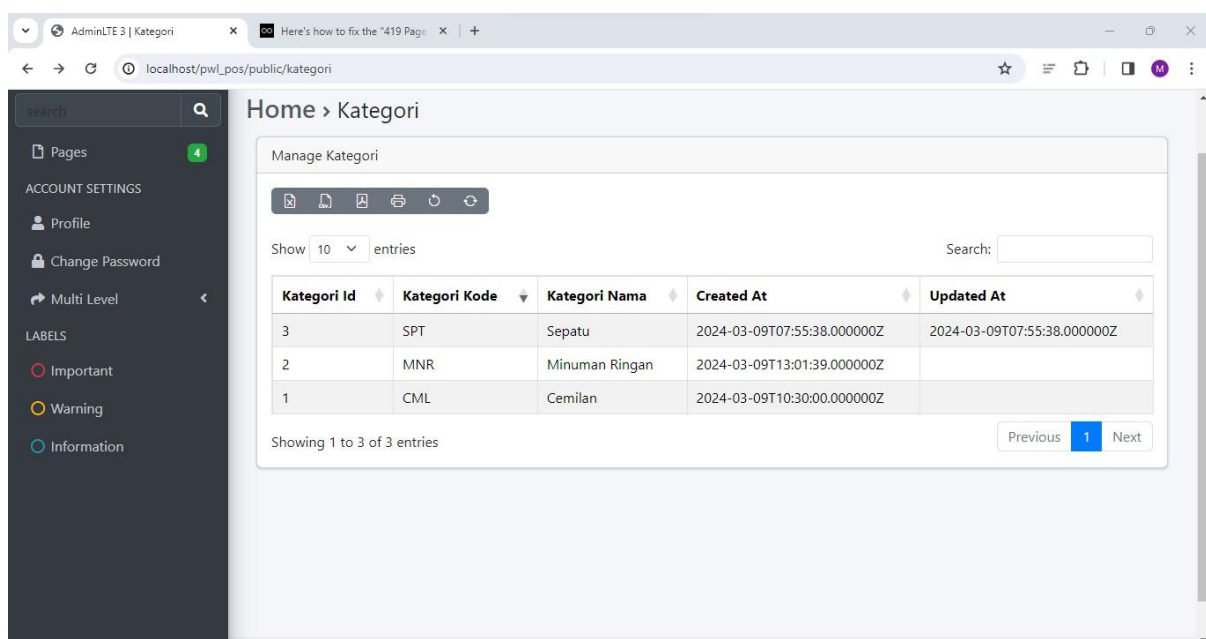 AdminLTE 3 | Kategori
Here's how to fix the "419 Page
localhost/pwl_pos/public/kategori
M
search
Home › Kategori
Pages 4
Manage Kategori
ACCOUNT SETTINGS
Profile
Show 10 entries Search:
Change Password
Multi Level
Kategori Id Kategori Kode Kategori Nama Created At Updated At
3 SPT Sepatu 2024-03-09T07:55:38.000000Z 2024-03-09T07:55:38.000000Z
LABELS
2 MNR Minuman Ringan 2024-03-09T13:01:39.000000Z
Important
1 CML Cemilan 2024-03-09T10:30:00.000000Z
Warning
Showing 1 to 3 of 3 entries Previous 1 Next
Information